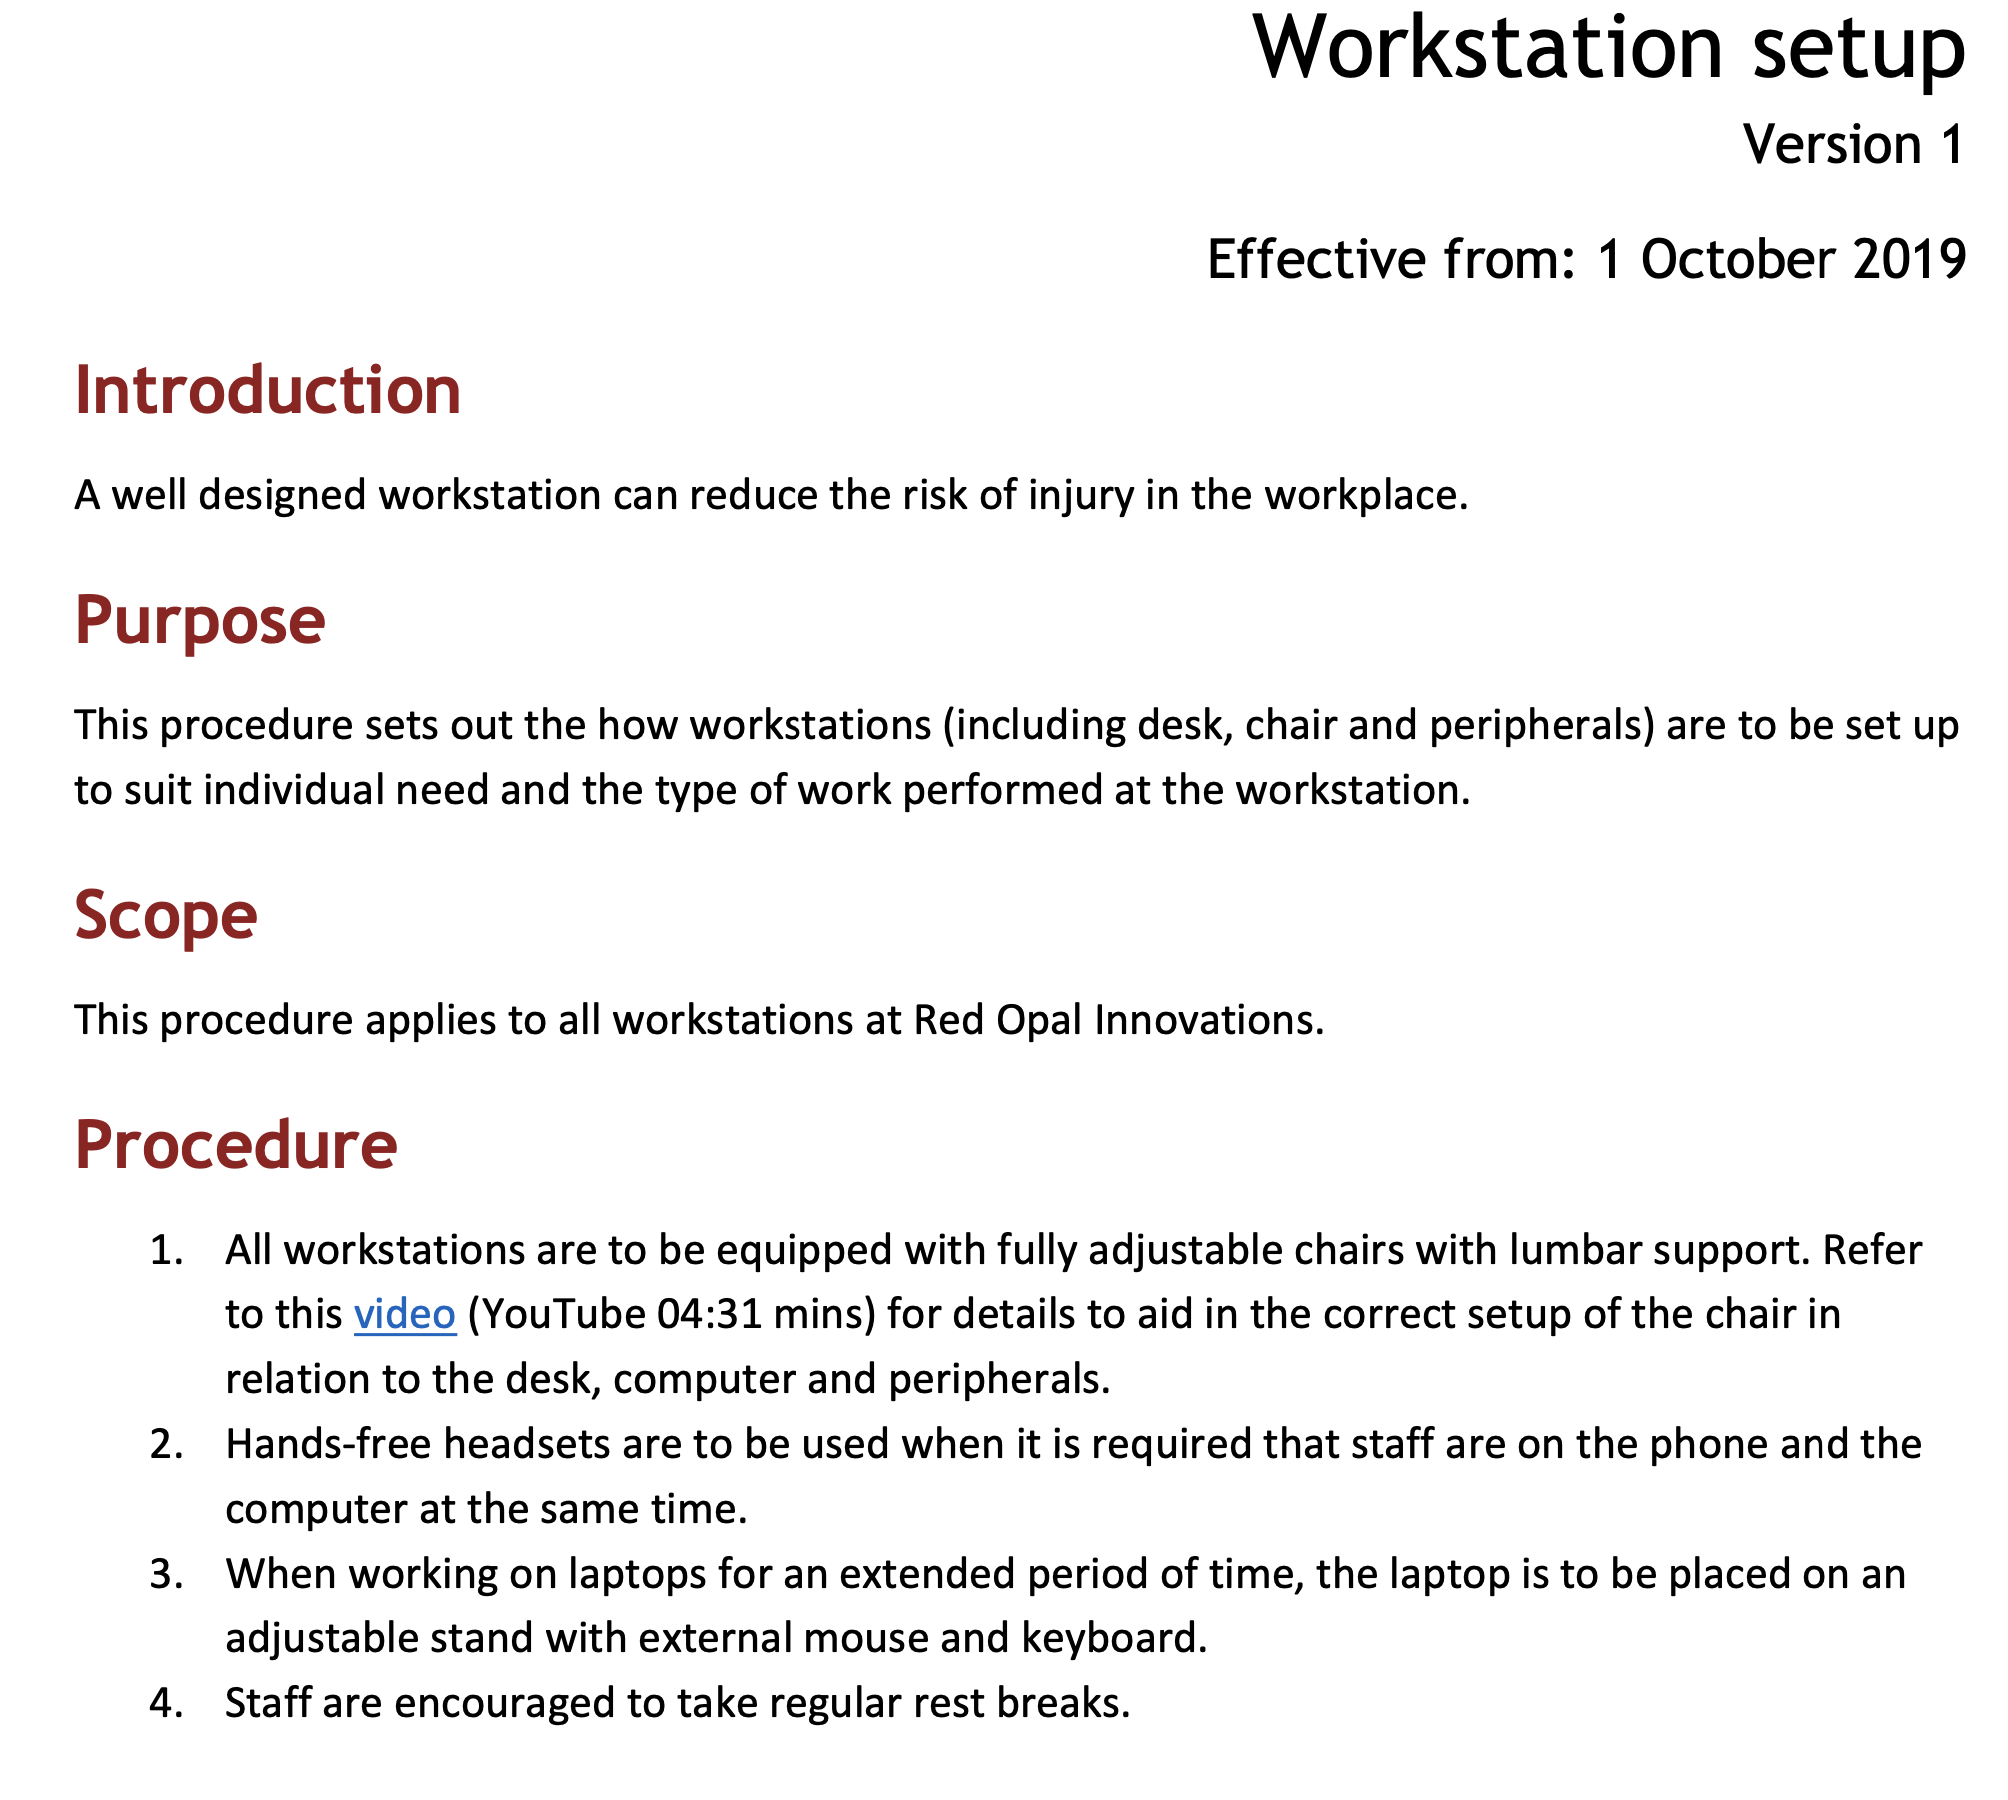 Workstation setup
Version 1
Effective from: 1 October 2019
Introduction
A well designed workstation can reduce the risk of injury in the workplace.
Purpose
This procedure sets out the how workstations (including desk, chair and peripherals) are to be set up
to suit individual need and the type of work performed at the workstation.
Scope
This procedure applies to all workstations at Red Opal Innovations.
Procedure
1. All workstations are to be equipped with fully adjustable chairs with lumbar support. Refer
to this video (YouTube 04:31 mins) for details to aid in the correct setup of the chair in
relation to the desk, computer and peripherals.
2. Hands-free headsets are to be used when it is required that staff are on the phone and the
computer at the same time.
3. When working on laptops for an extended period of time, the laptop is to be placed on an
adjustable stand with external mouse and keyboard.
4. Staff are encouraged to take regular rest breaks.